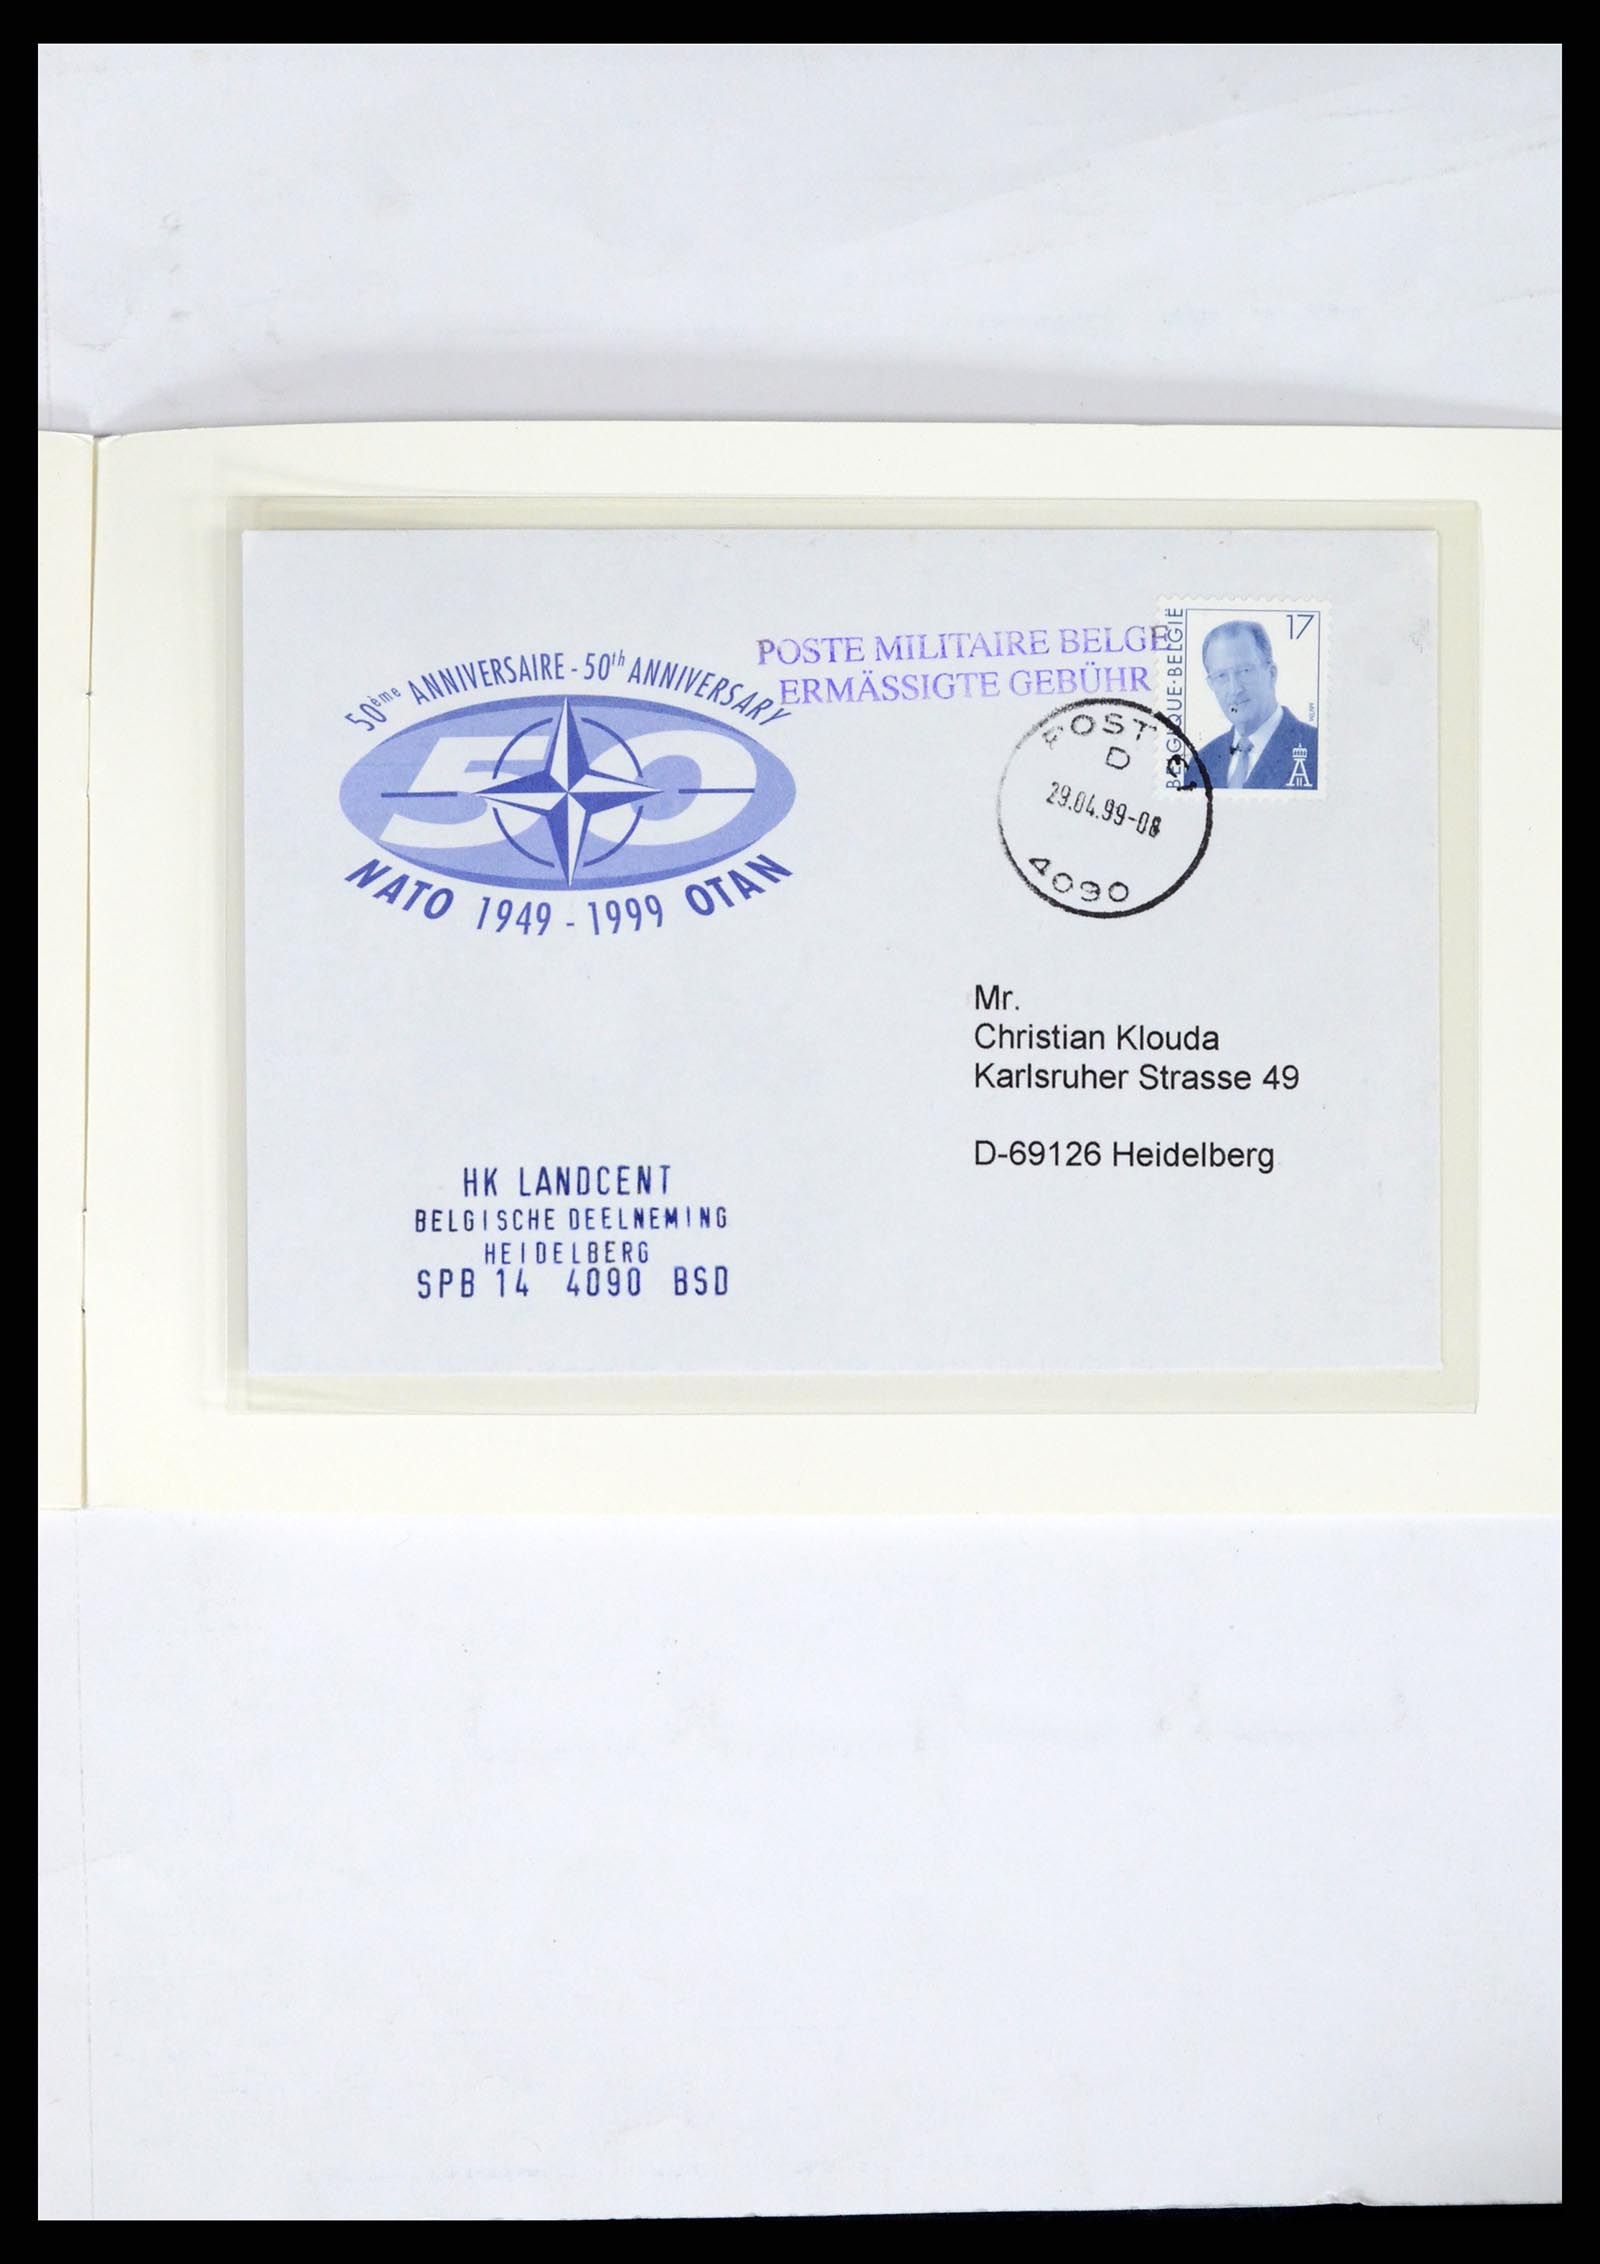 50ème ANNIVERSAIRE - 50th ANNIVERSARY
50
NATO 1949 - 1999 OTAN
POSTE MILITAIRE BELGE
ERMÄSSIGTE GEBÜHR
17
BELGIQUE·BELGIË
POST
D
29.04.99-08
4090
Mr.
Christian Klouda
Karlsruher Strasse 49
D-69126 Heidelberg
HK LANDCENT
BELGISCHE DEELNEMING
HEIDELBERG
SPB 14 4090 BSD